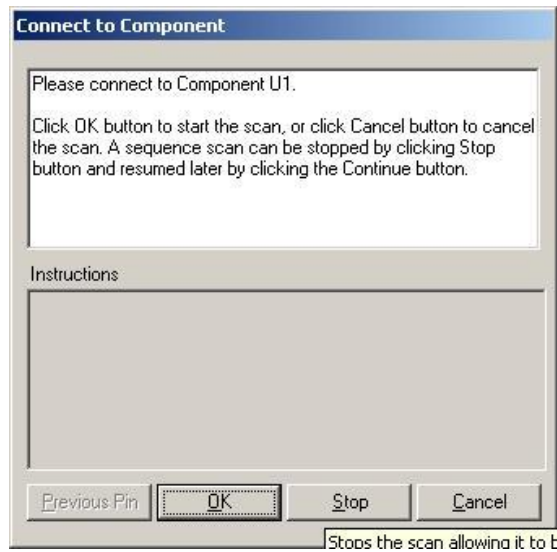 Connect to Component
Please connect to Component U1.
Click OK button to start the scan, or click Cancel button to cancel
the scan. A sequence scan can be stopped by clicking Stop
button and resumed later by clicking the Continue button.
Instructions
Previous Pin OK Stop Cancel
Stops the scan allowing it to